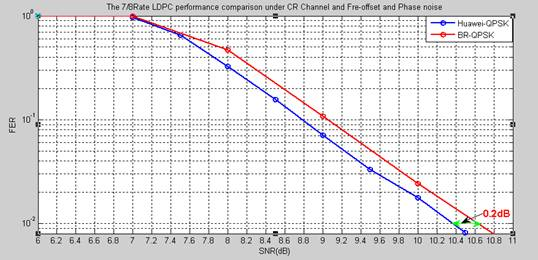 The 7/8Rate LDPC performance comparison under CR Channel and Fre-offset and Phase noise
Huawei-QPSK
BR-QPSK
10^0
10^-1
10^-2
FER
0.2dB
6 6.2 6.4 6.6 6.8 7 7.2 7.4 7.6 7.8 8 8.2 8.4 8.6 8.8 9 9.2 9.4 9.6 9.8 10 10.2 10.4 10.6 10.8 11
SNR(dB)